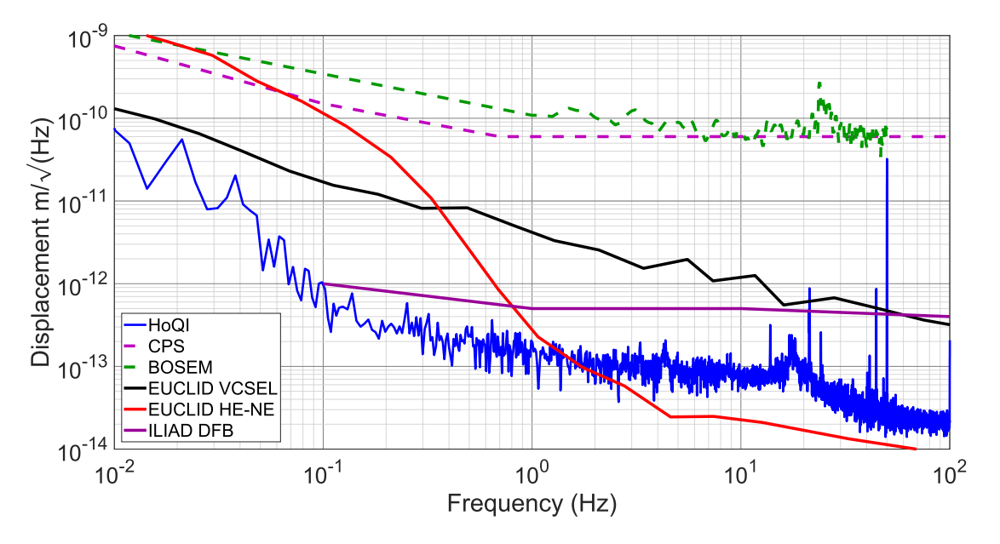 10^-9
10^-10
10^-11
10^-12
10^-13
10^-14
Displacement m/√(Hz)
HoQI
CPS
BOSEM
EUCLID VCSEL
EUCLID HE-NE
ILIAD DFB
10^-2 10^-1 10^0 10^1 10^2
Frequency (Hz)